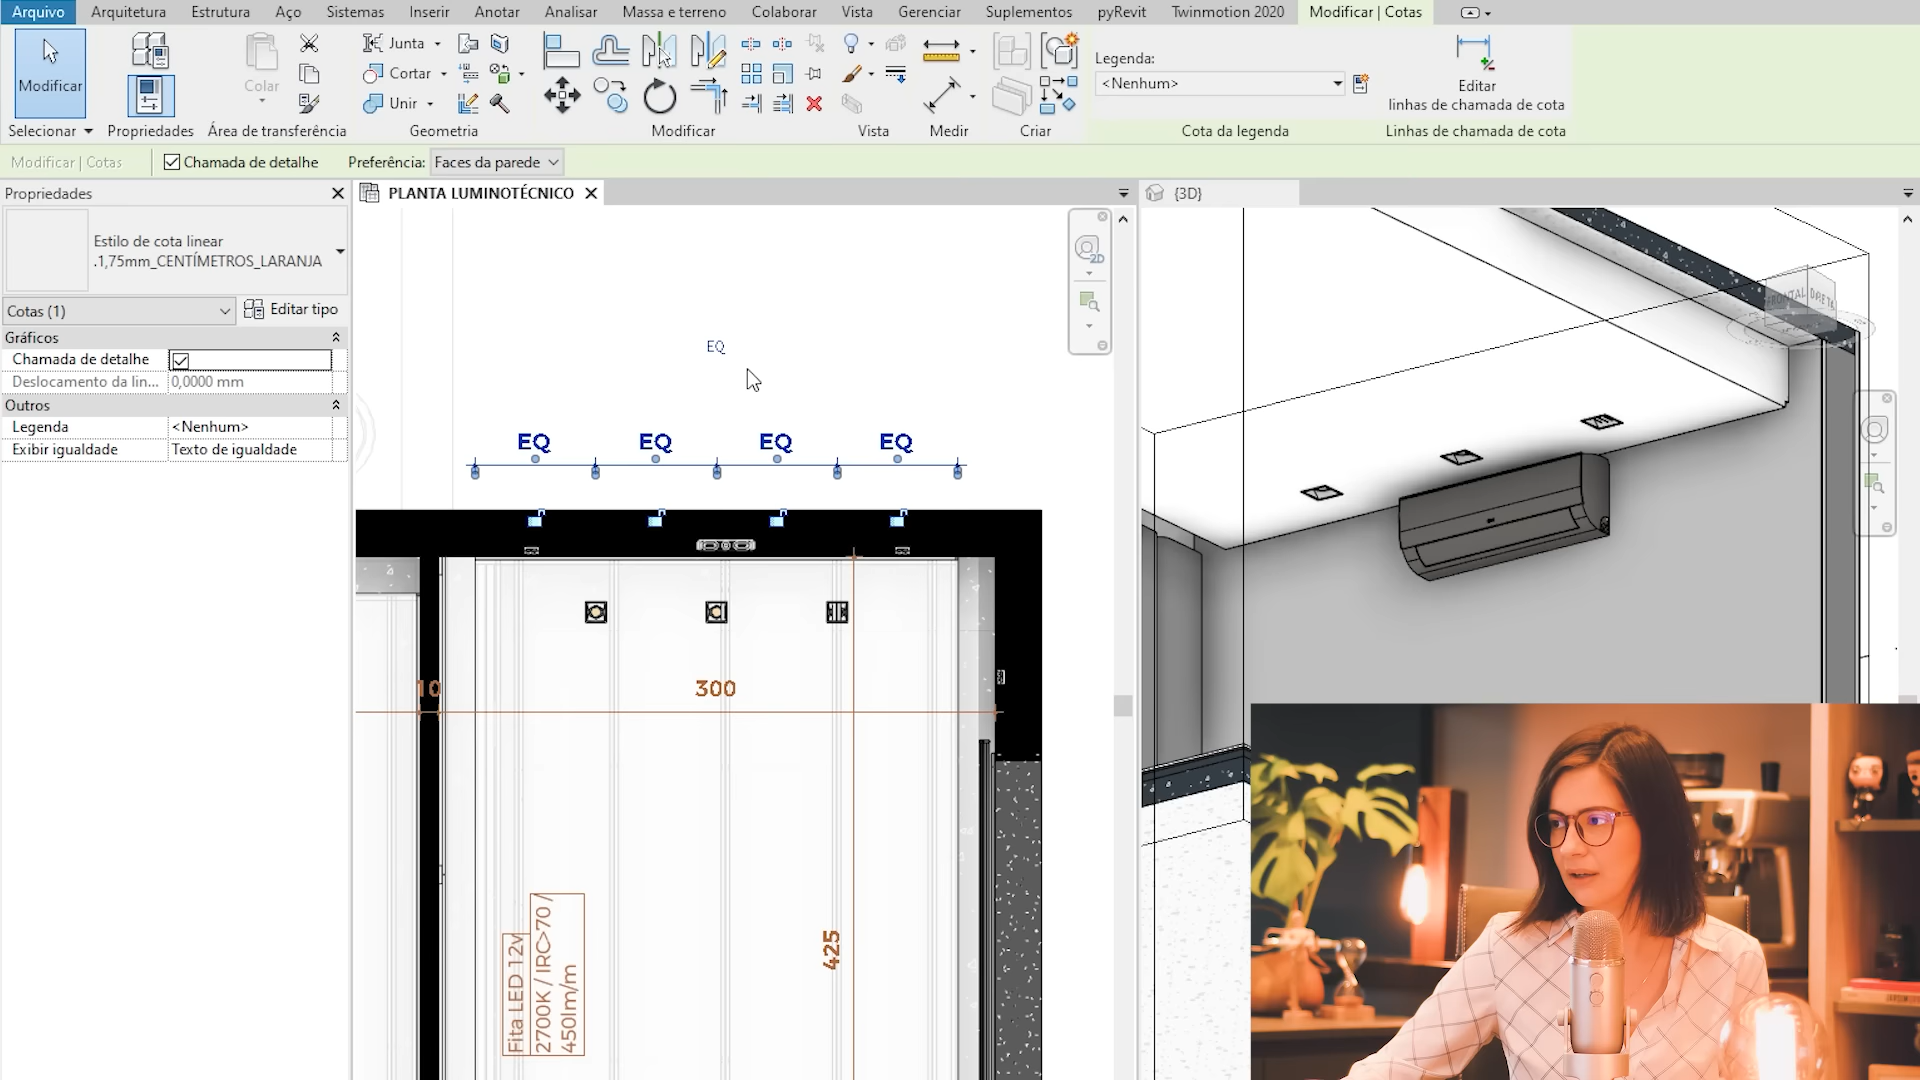 Arquivo Arquitetura Estrutura Aço Sistemas Inserir Anotar Analisar Massa e terreno Colaborar Vista Gerenciar Suplementos pyRevit Twinmotion 2020 Modificar | Cotas
Modificar
Colar
Junta
Cortar
Unir
Legenda:
<Nenhum>
Editar
linhas de chamada de cota
Selecionar Propriedades Área de transferência Geometria Modificar Vista Medir Criar Cota da legenda Linhas de chamada de cota
Modificar | Cotas Chamada de detalhe Preferência: Faces da parede
Propriedades
PLANTA LUMINOTÉCNICO
{3D}
Estilo de cota linear
.1,75mm_CENTÍMETROS_LARANJA
Cotas (1) Editar tipo
Gráficos
Chamada de detalhe
Deslocamento da lin... 0,0000 mm
Outros
Legenda <Nenhum>
Exibir igualdade Texto de igualdade
2D
EQ
EQ EQ EQ EQ
10
300
425
Fita LED 12v
2700K / IRC>70 /
450lm/m
FRONTAL